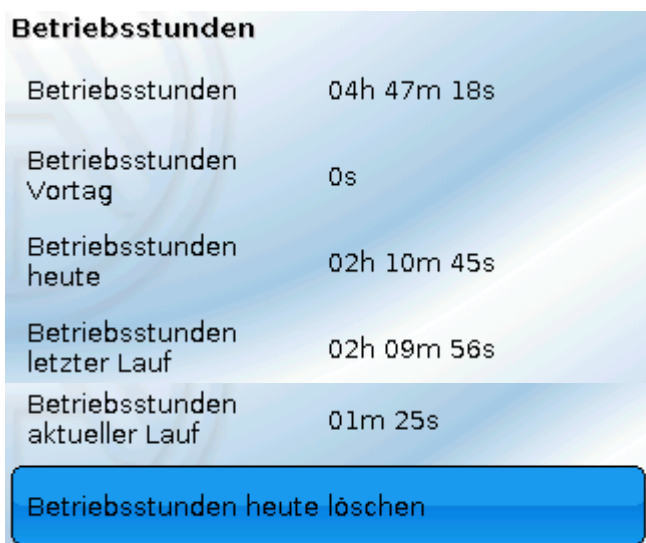 Betriebsstunden
Betriebsstunden 04h 47m 18s
Betriebsstunden
Vortag 0s
Betriebsstunden
heute 02h 10m 45s
Betriebsstunden
letzter Lauf 02h 09m 56s
Betriebsstunden
aktueller Lauf 01m 25s
Betriebsstunden heute löschen